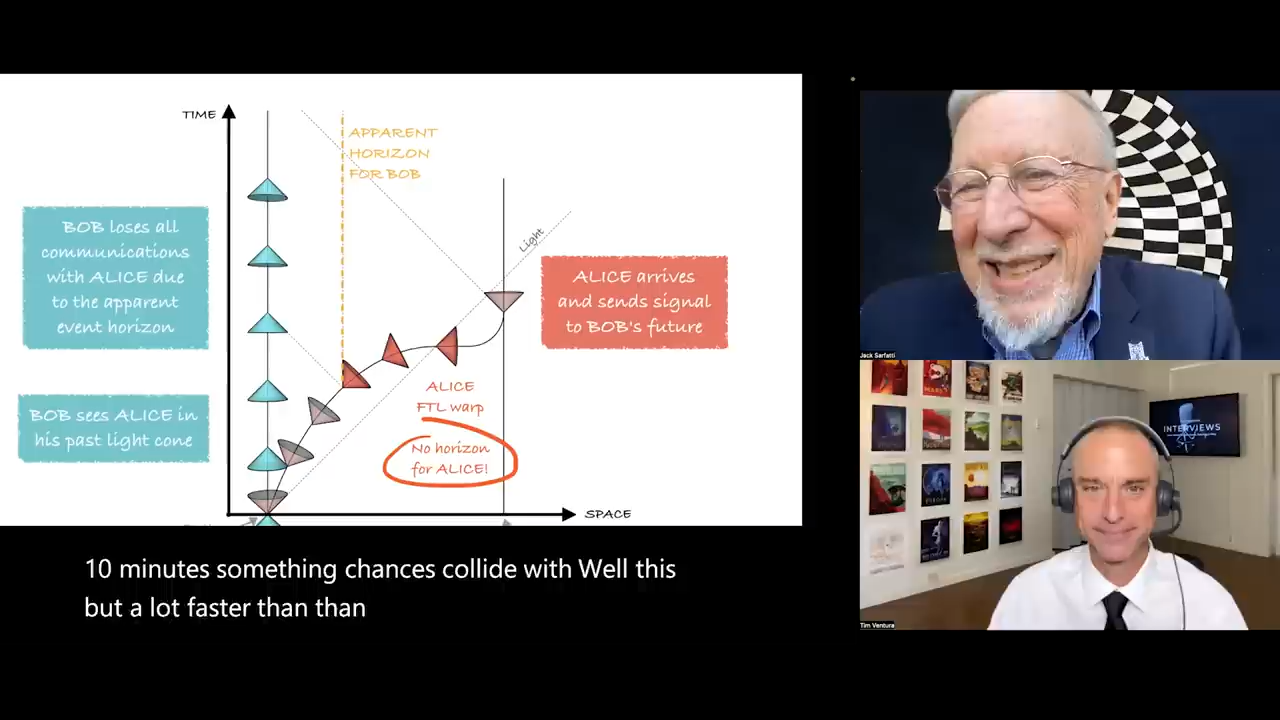 TIME
APPARENT
HORIZON
FOR BOB
BOB loses all
communications
with ALICE due
to the apparent
event horizon
Light
ALICE arrives
and sends signal
to BOB's future
BOB sees ALICE in
his past light cone
ALICE
FTL warp
No horizon
for ALICE!
SPACE
10 minutes something chances collide with Well this
but a lot faster than than
Jack Sarfatti
INTERVIEWS
MARS
Tim Ventura